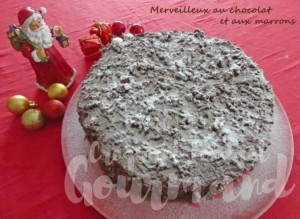 Merveilleux au chocolat
et aux marrons
Gourmand